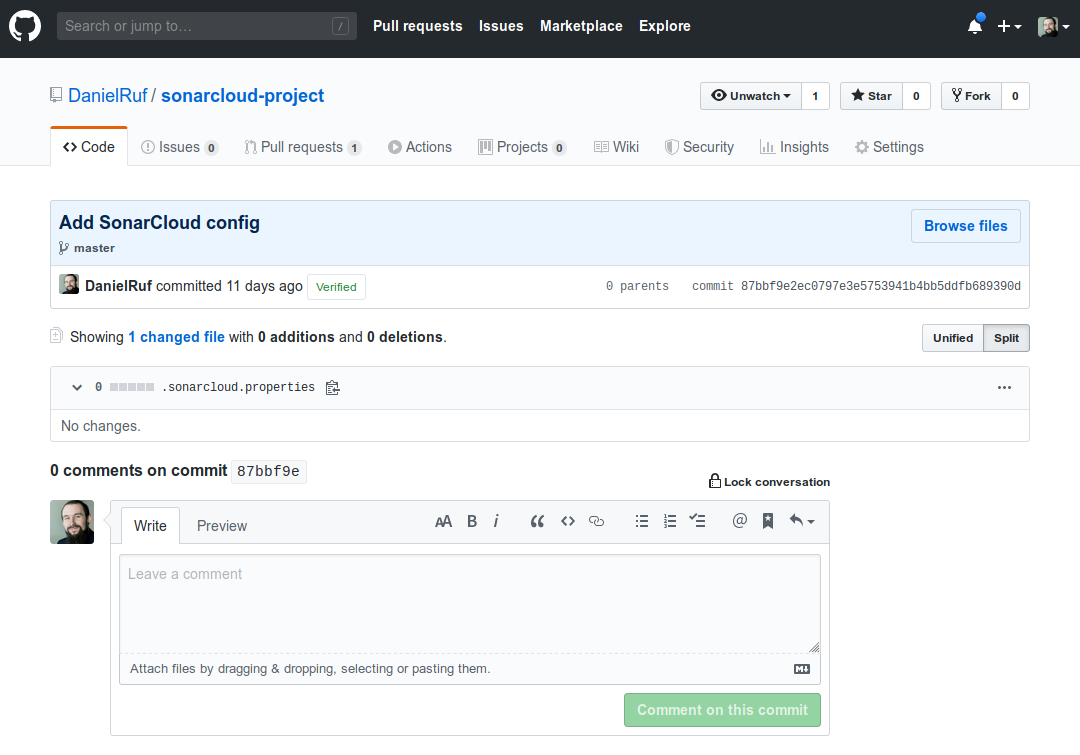 Search or jump to… / Pull requests Issues Marketplace Explore
DanielRuf / sonarcloud-project Unwatch 1 Star 0 Fork 0
Code Issues 0 Pull requests 1 Actions Projects 0 Wiki Security Insights Settings
Add SonarCloud config Browse files
master
DanielRuf committed 11 days ago Verified 0 parents commit 87bbf9e2ec0797e3e5753941b4bb5ddfb689390d
Showing 1 changed file with 0 additions and 0 deletions. Unified Split
0 .sonarcloud.properties
No changes.
0 comments on commit 87bbf9e
Lock conversation
Write Preview AA B i
Leave a comment
Attach files by dragging & dropping, selecting or pasting them.
Comment on this commit